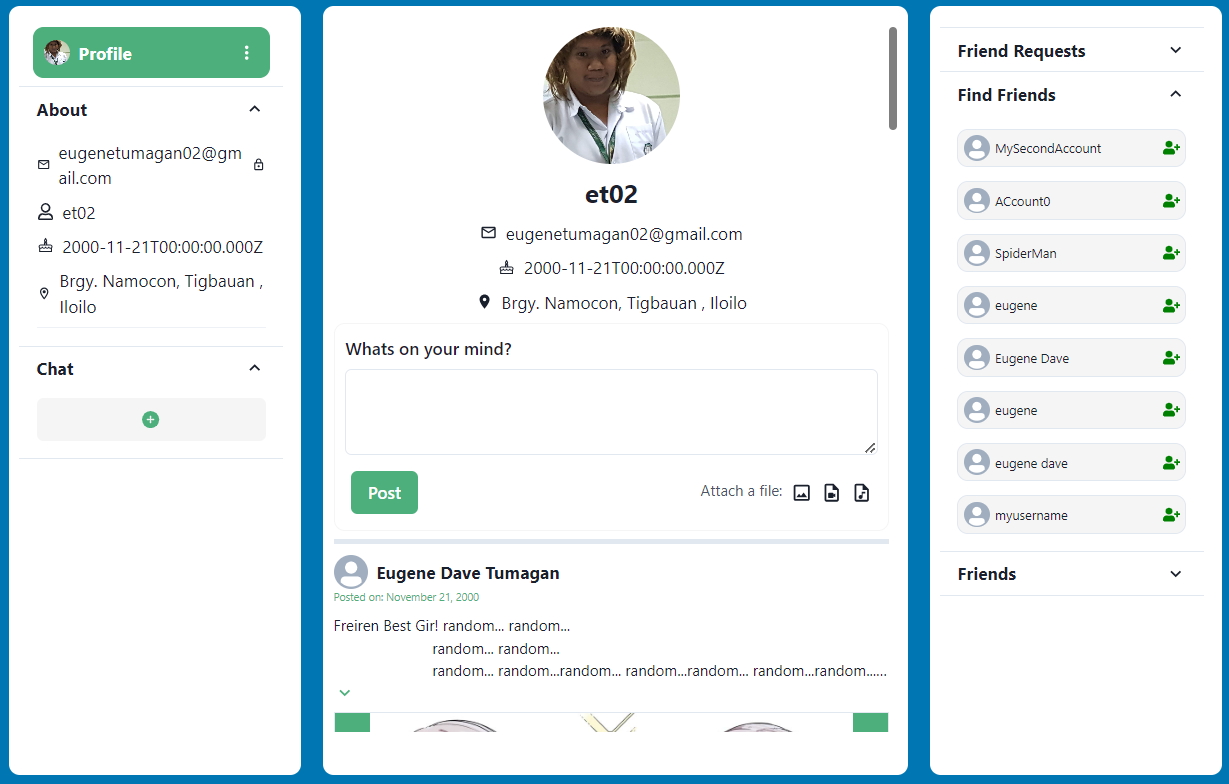 Profile
About
eugenetumagan02@gm
ail.com
et02
2000-11-21T00:00:00.000Z
Brgy. Namocon, Tigbauan ,
Iloilo
Chat
et02
eugenetumagan02@gmail.com
2000-11-21T00:00:00.000Z
Brgy. Namocon, Tigbauan , Iloilo
Whats on your mind?
Post
Attach a file:
Eugene Dave Tumagan
Posted on: November 21, 2000
Freiren Best Gir! random... random...
random... random...
random... random...random... random...random... random...random......
Friend Requests
Find Friends
MySecondAccount
ACcount0
SpiderMan
eugene
Eugene Dave
eugene
eugene dave
myusername
Friends